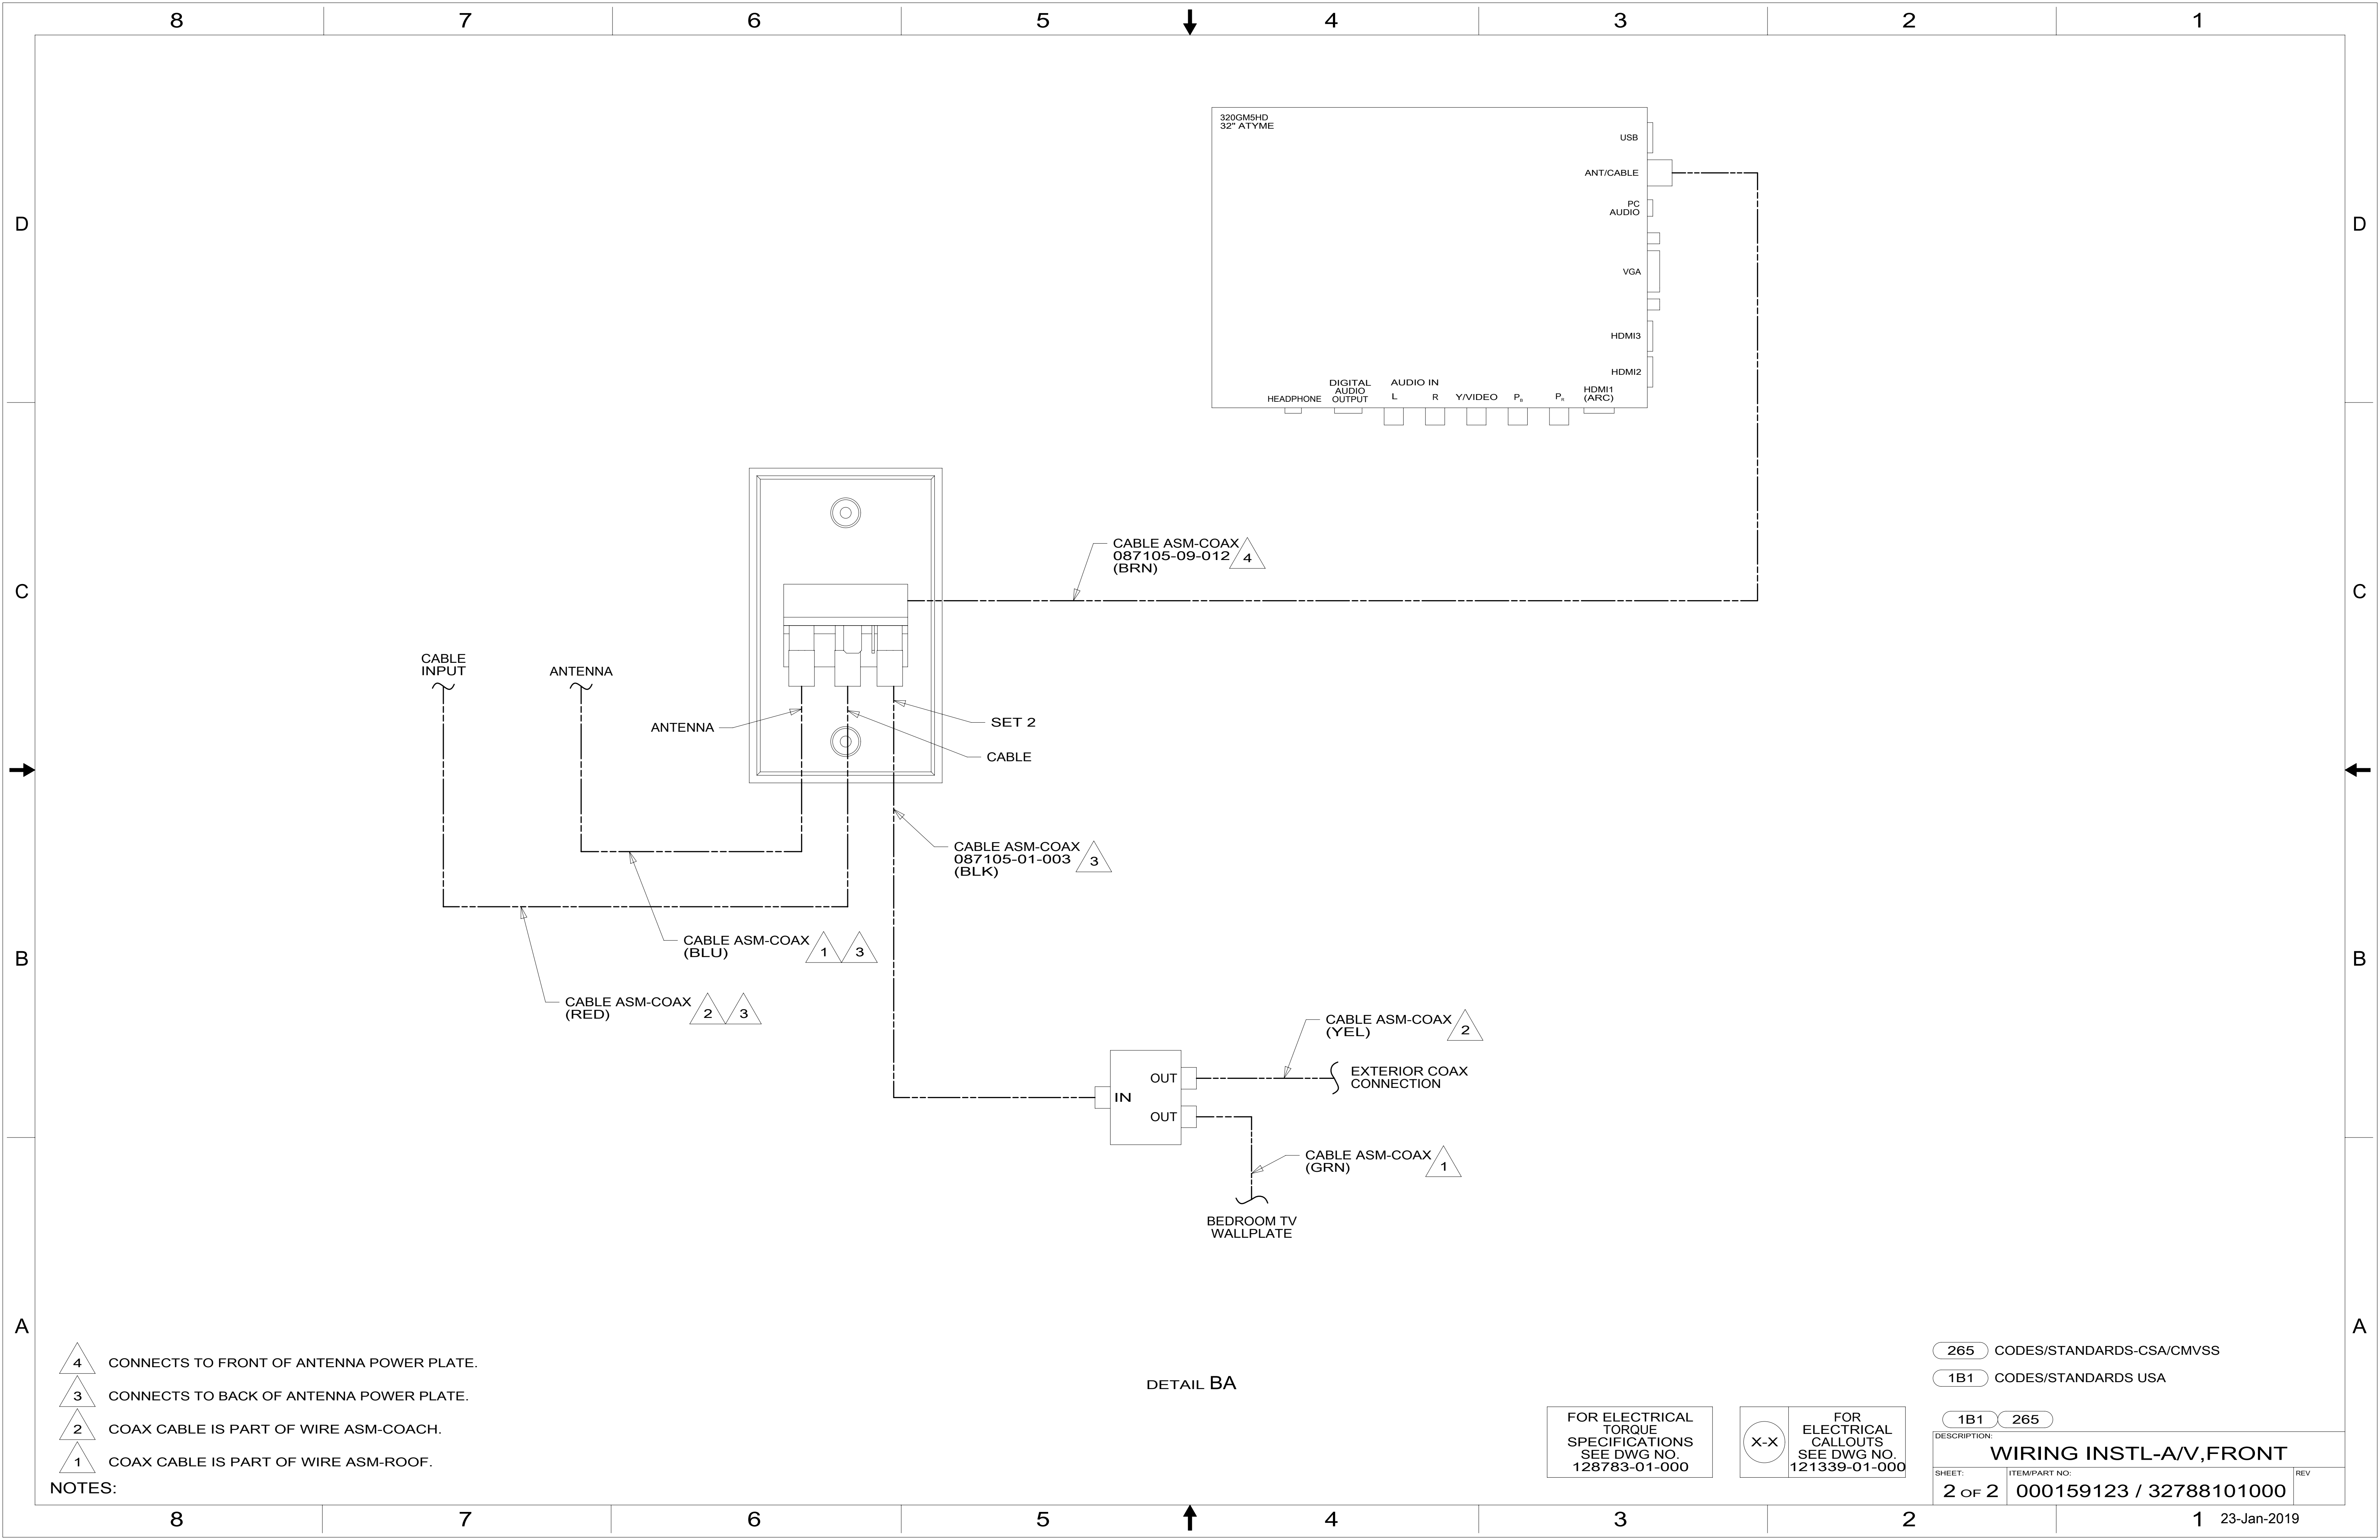 8 7 6 5 4 3 2 1
320GM5HD
32" ATYME
USB
ANT/CABLE
PC
AUDIO
VGA
HDMI3
HDMI2
HDMI1
(ARC)
HEADPHONE
DIGITAL
AUDIO
OUTPUT
AUDIO IN
L R
Y/VIDEO
PB
PR
D D
CABLE ASM-COAX
087105-09-012
(BRN)
4
C C
CABLE
INPUT
ANTENNA
ANTENNA
SET 2
CABLE
CABLE ASM-COAX
087105-01-003
(BLK)
3
CABLE ASM-COAX
(BLU)
1 3
B B
CABLE ASM-COAX
(RED)
2 3
CABLE ASM-COAX
(YEL)
2
EXTERIOR COAX
CONNECTION
IN
OUT
OUT
CABLE ASM-COAX
(GRN)
1
BEDROOM TV
WALLPLATE
A A
4 CONNECTS TO FRONT OF ANTENNA POWER PLATE.
3 CONNECTS TO BACK OF ANTENNA POWER PLATE.
2 COAX CABLE IS PART OF WIRE ASM-COACH.
1 COAX CABLE IS PART OF WIRE ASM-ROOF.
NOTES:
DETAIL BA
FOR ELECTRICAL
TORQUE
SPECIFICATIONS
SEE DWG NO.
128783-01-000
X-X
FOR
ELECTRICAL
CALLOUTS
SEE DWG NO.
121339-01-000
265 CODES/STANDARDS-CSA/CMVSS
1B1 CODES/STANDARDS USA
1B1 265
DESCRIPTION:
WIRING INSTL-A/V,FRONT
SHEET:
2 OF 2
ITEM/PART NO:
000159123 / 32788101000
REV
8 7 6 5 4 3 2 1
23-Jan-2019